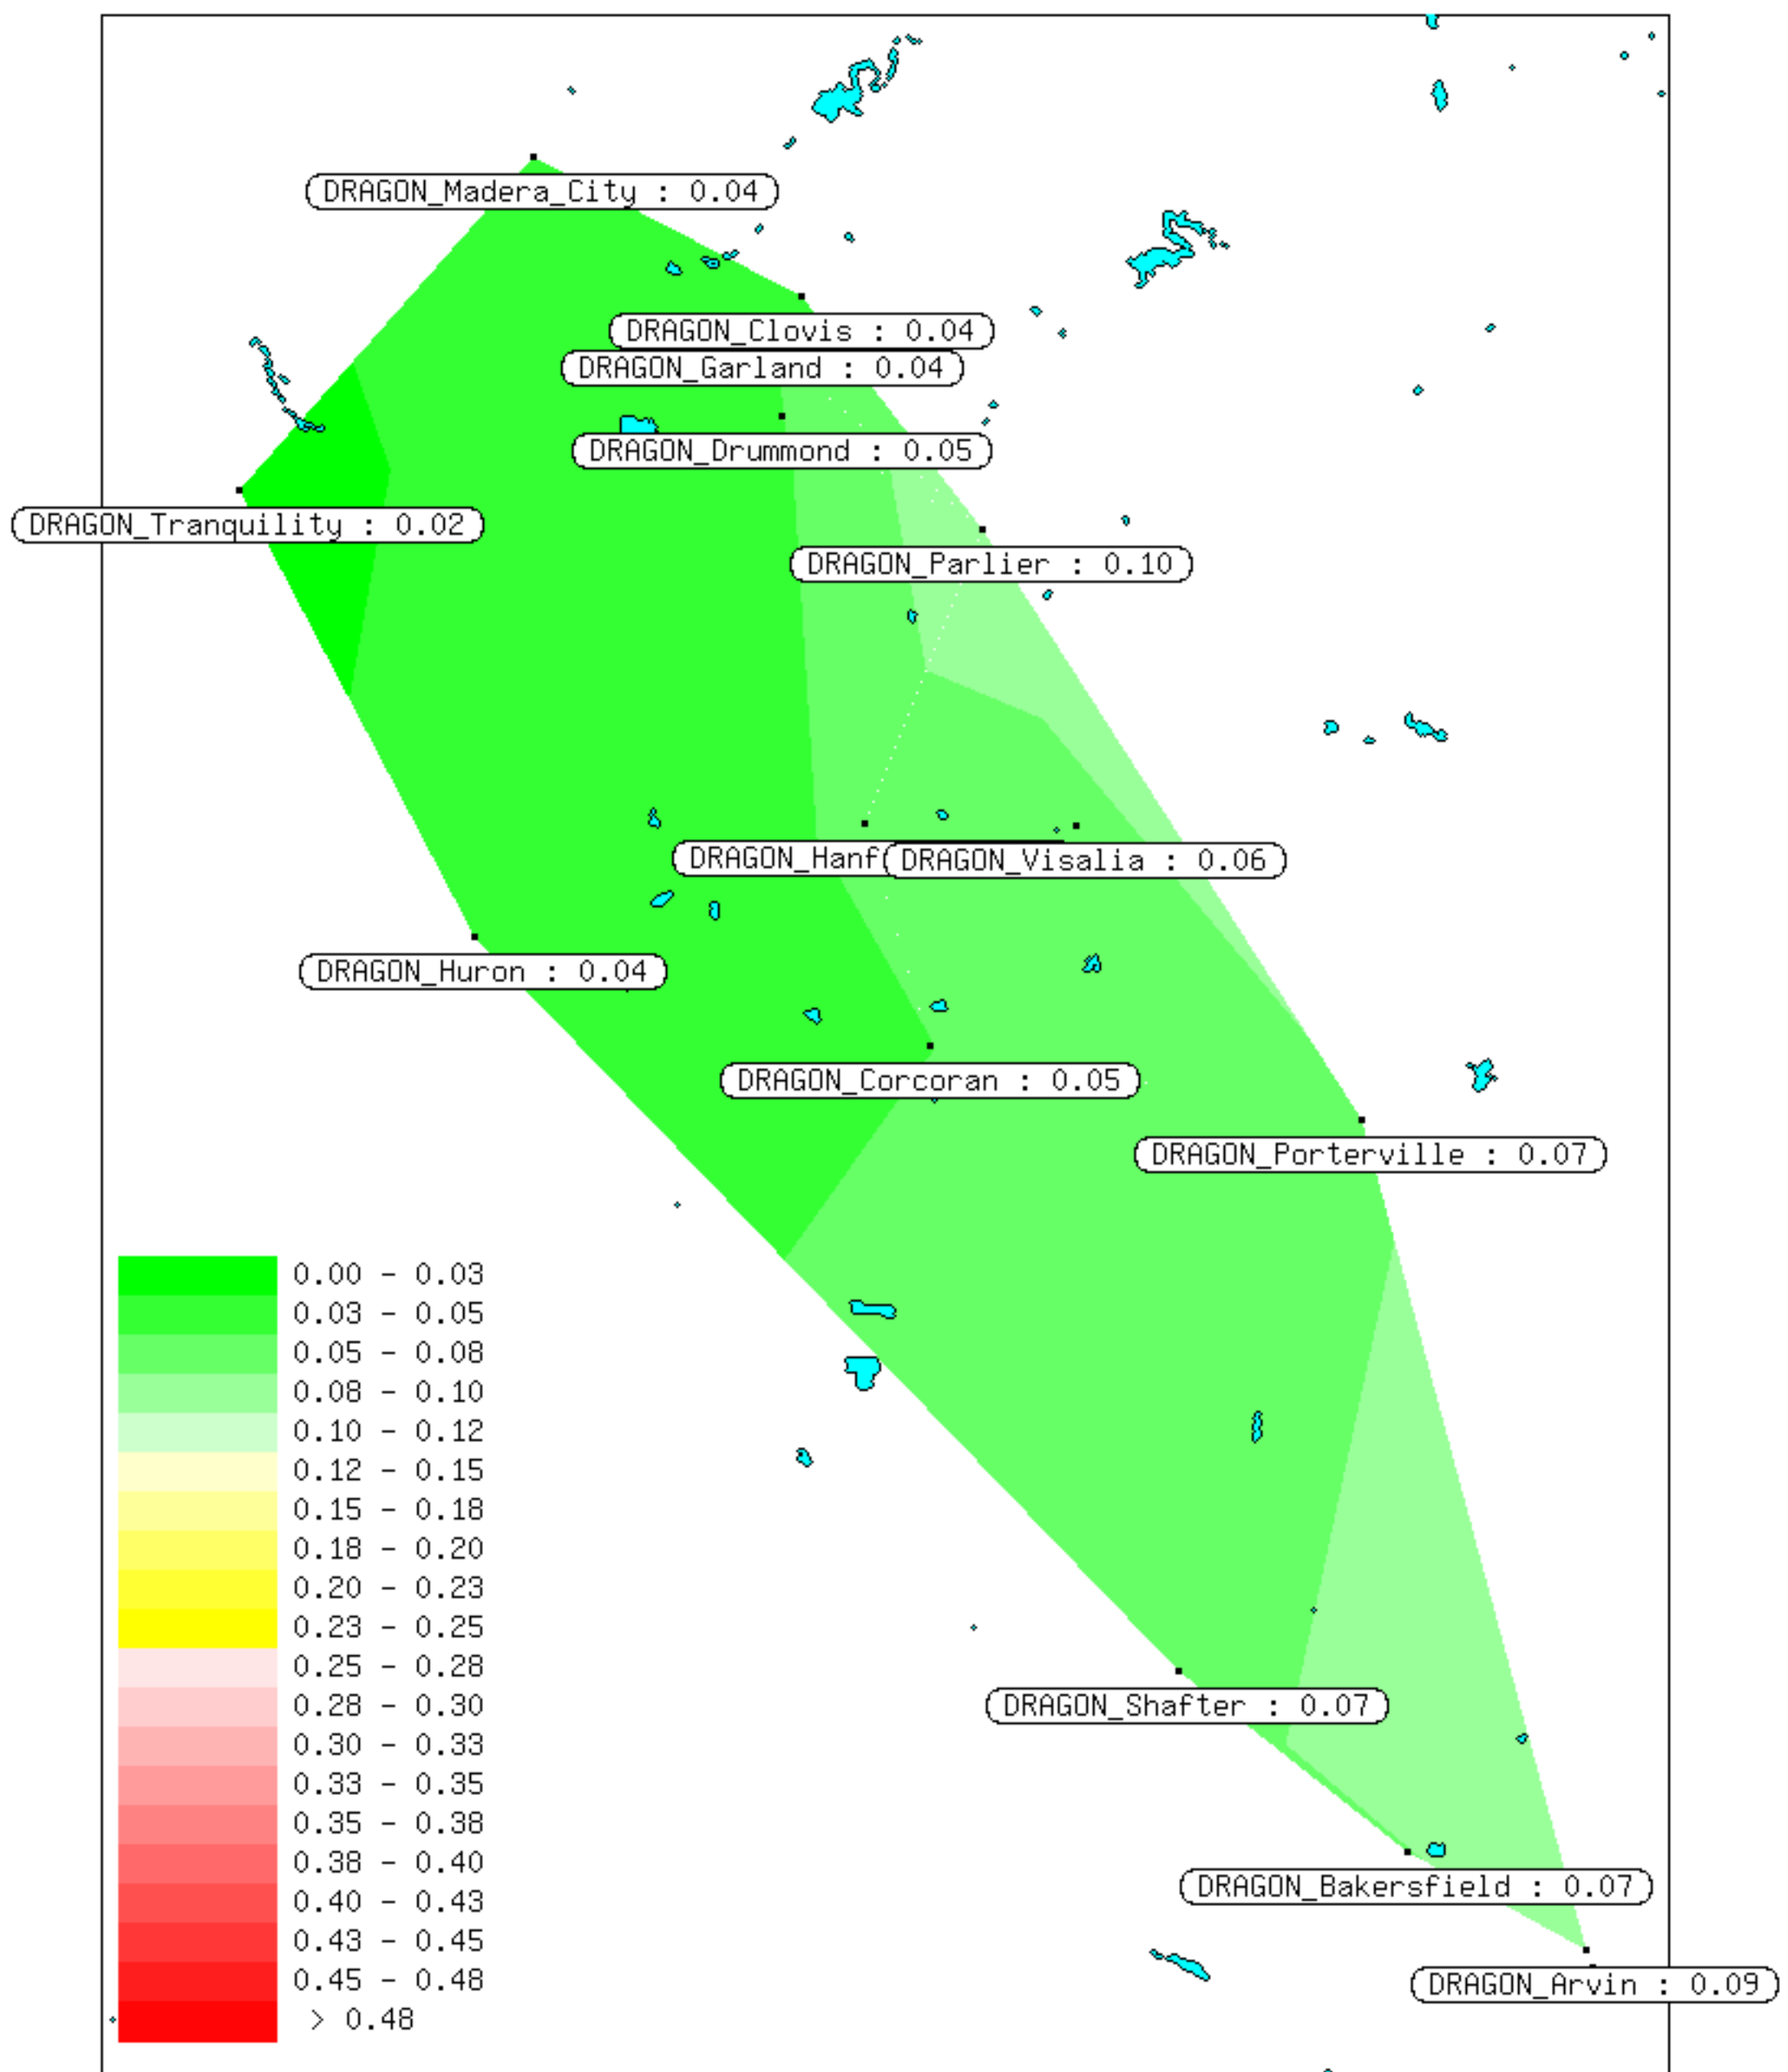 DRAGON_Madera_City : 0.04
DRAGON_Clovis : 0.04
DRAGON_Garland : 0.04
DRAGON_Drummond : 0.05
DRAGON_Tranquility : 0.02
DRAGON_Parlier : 0.10
DRAGON_Hanf
DRAGON_Visalia : 0.06
DRAGON_Huron : 0.04
DRAGON_Corcoran : 0.05
DRAGON_Porterville : 0.07
DRAGON_Shafter : 0.07
DRAGON_Bakersfield : 0.07
DRAGON_Arvin : 0.09
0.00 - 0.03
0.03 - 0.05
0.05 - 0.08
0.08 - 0.10
0.10 - 0.12
0.12 - 0.15
0.15 - 0.18
0.18 - 0.20
0.20 - 0.23
0.23 - 0.25
0.25 - 0.28
0.28 - 0.30
0.30 - 0.33
0.33 - 0.35
0.35 - 0.38
0.38 - 0.40
0.40 - 0.43
0.43 - 0.45
0.45 - 0.48
> 0.48